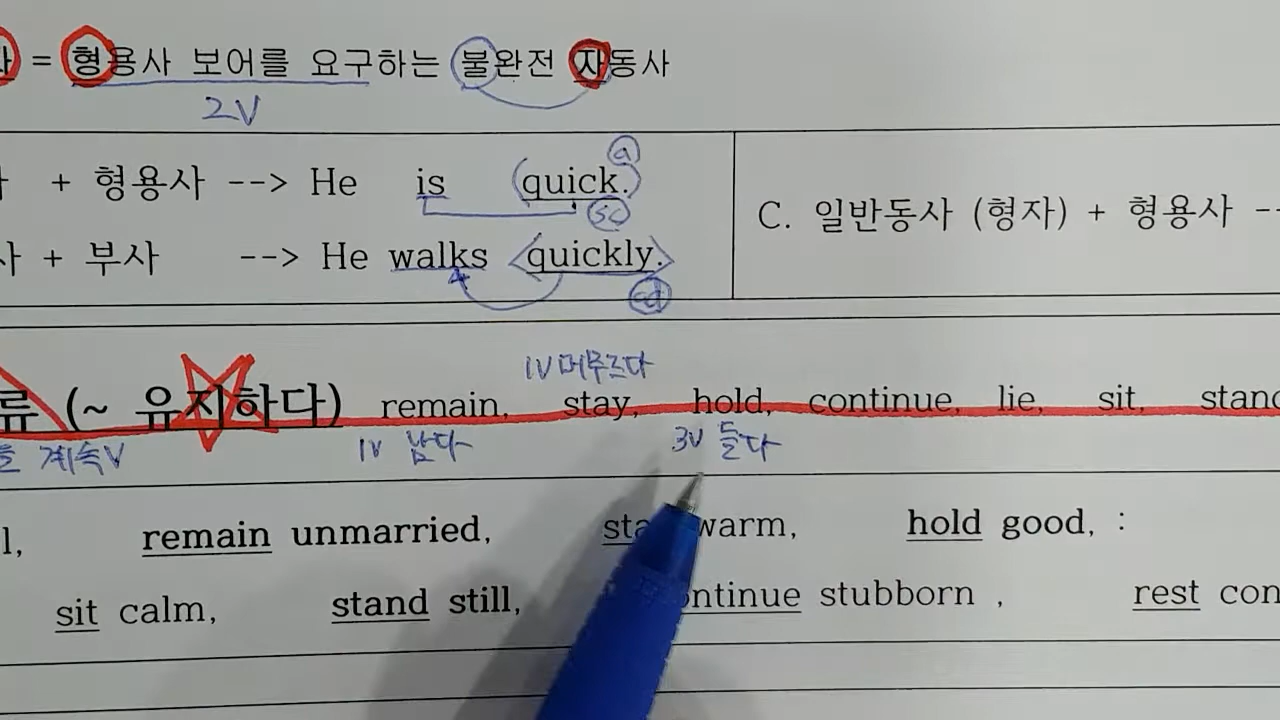 = 형용사 보어를 요구하는 불완전 자동사
2V
+ 형용사 --> He is (quick.)
a
sc
C. 일반동사 (형자) + 형용사
+ 부사 --> He walks <quickly.>
ad
1V 머무르다
류 (~ 유지하다) remain, stay, hold, continue, lie, sit, stand
계속V 1V 남다 3V 들다
remain unmarried, warm, hold good, :
sit calm, stand still, stubborn , rest